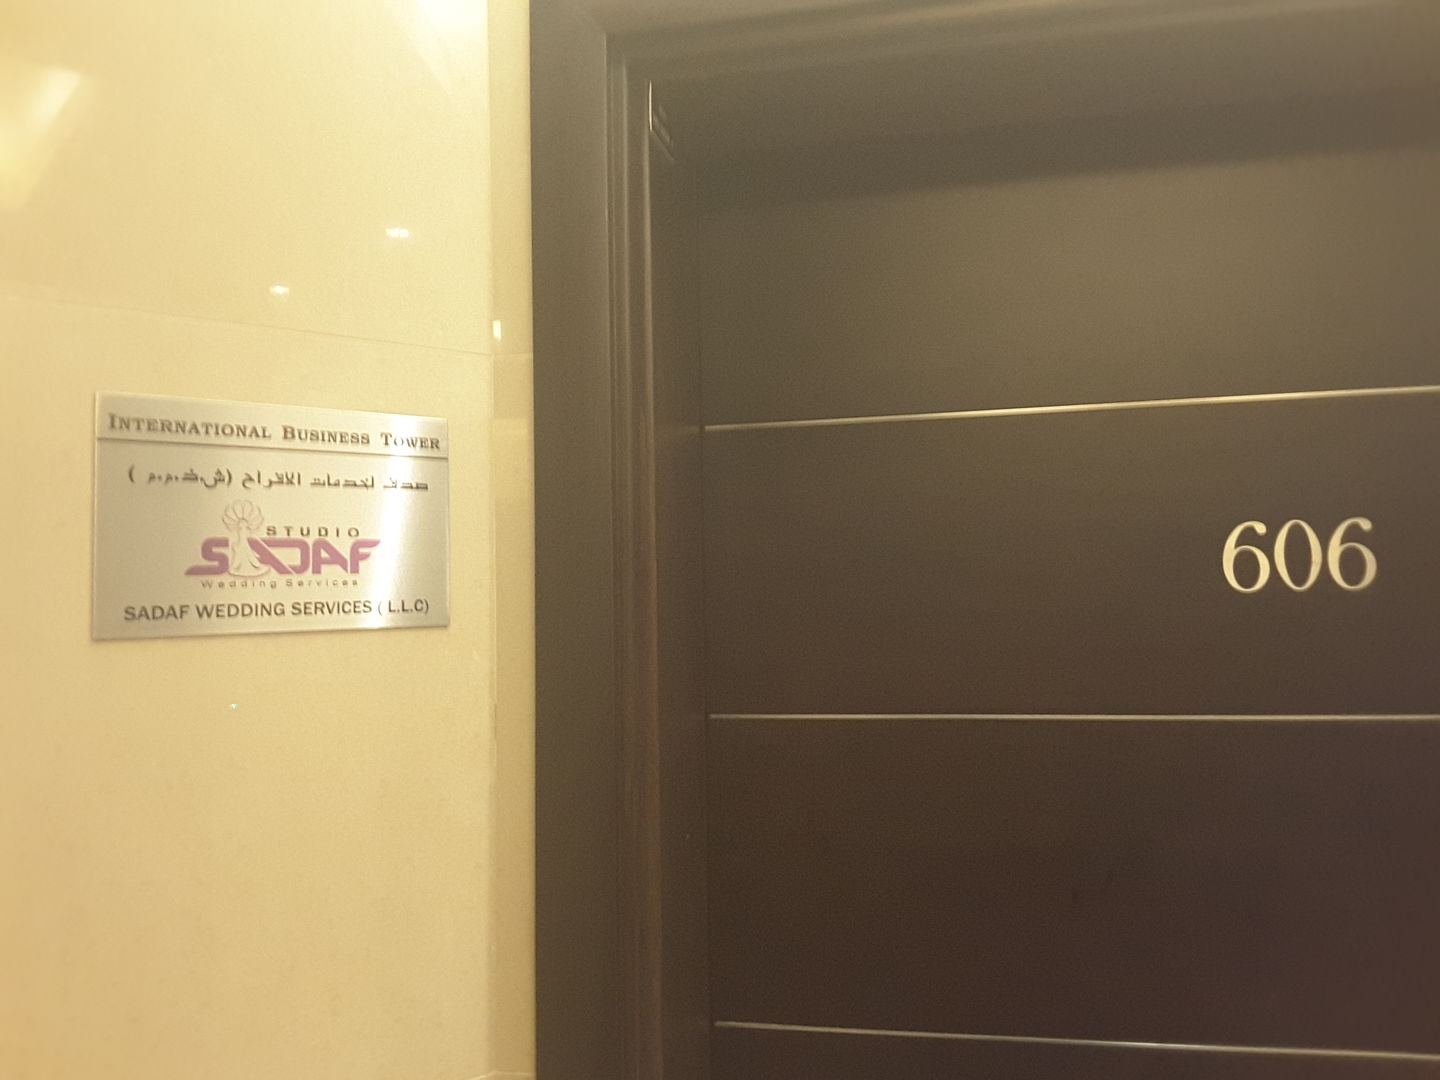 INTERNATIONAL BUSINESS TOWER
صدف لخدمات الافراح (ش.ذ.م.م )
STUDIO
SADAF
Wedding Services
SADAF WEDDING SERVICES ( L.L.C)
606